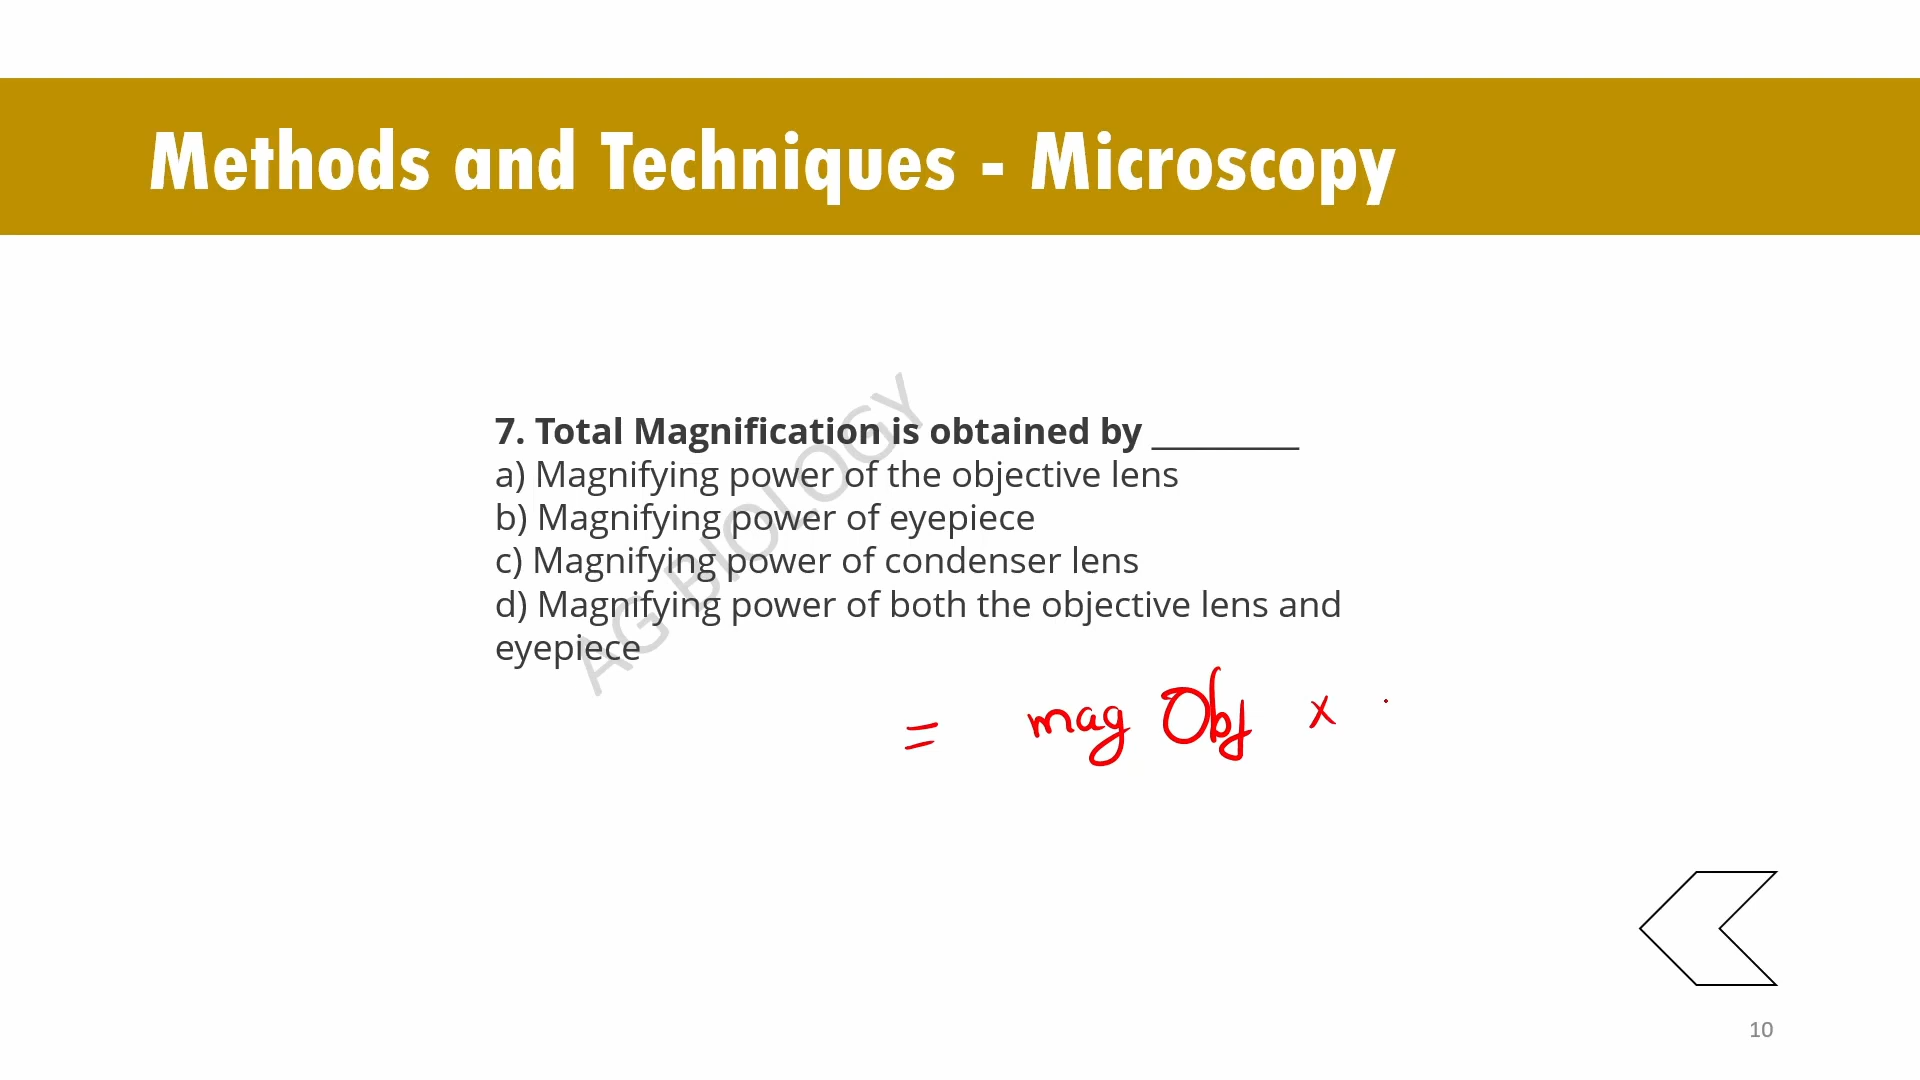 Methods and Techniques - Microscopy
7. Total Magnification is obtained by ________
a) Magnifying power of the objective lens
b) Magnifying power of eyepiece
c) Magnifying power of condenser lens
d) Magnifying power of both the objective lens and
eyepiece
AG BIOLOGY
= mag Obj x
10